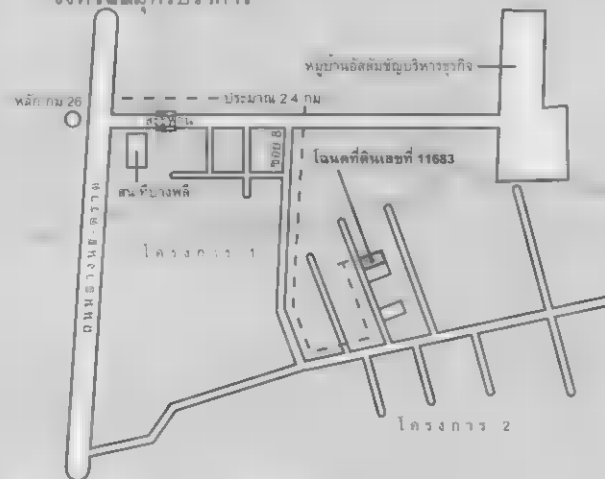 หมู่บ้านอัสสัมชัญบริหารธุรกิจ
หลัก กม 26
ประมาณ 2.4 กม
ซอย 8
โฉนดที่ดินเลขที่ 11683
สน.ที่บางพลี
โครงการ 1
ถนนบางนา-ตราด
โครงการ 2